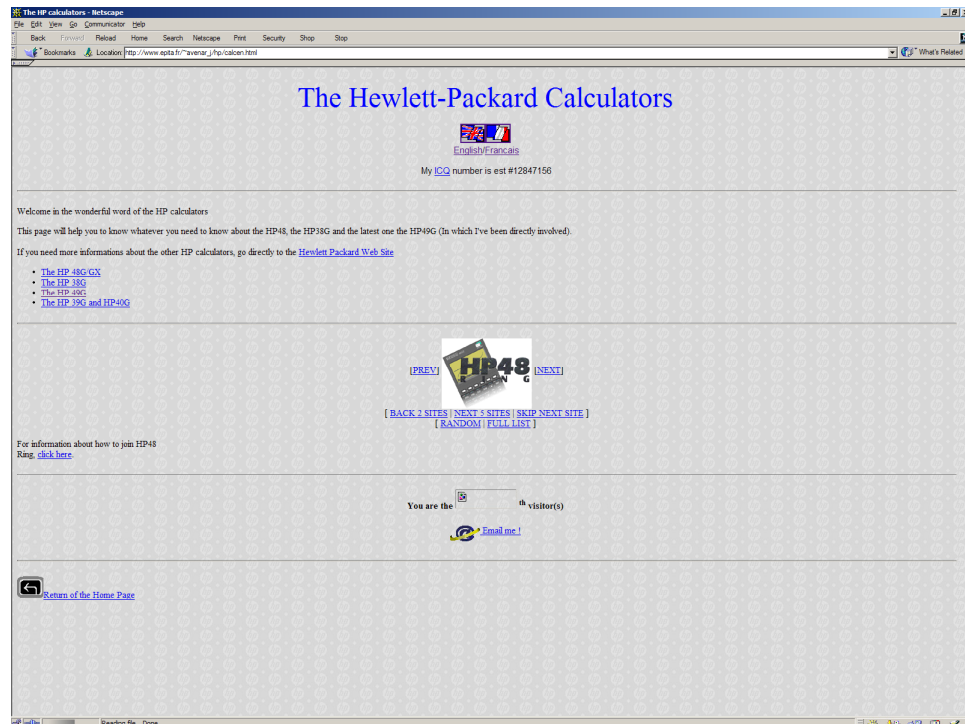 The HP calculators - Netscape
File Edit View Go Communicator Help
Back Forward Reload Home Search Netscape Print Security Shop Stop
Bookmarks Location: http://www.epita.fr/~avenar_j/hp/calcen.html What's Related
The Hewlett-Packard Calculators
English/Francais
My ICQ number is est #12847156
Welcome in the wonderful word of the HP calculators
This page will help you to know whatever you need to know about the HP48, the HP38G and the latest one the HP49G (In which I've been directly involved).
If you need more informations about the other HP calculators, go directly to the Hewlett Packard Web Site
• The HP 48G/GX
• The HP 38G
• The HP 49G
• The HP 39G and HP40G
[PREV] HP48 [NEXT]
RING
[ BACK 2 SITES | NEXT 5 SITES | SKIP NEXT SITE ]
[ RANDOM | FULL LIST ]
For information about how to join HP48
Ring, click here.
You are the th visitor(s)
Email me !
Return of the Home Page
Reading file...Done